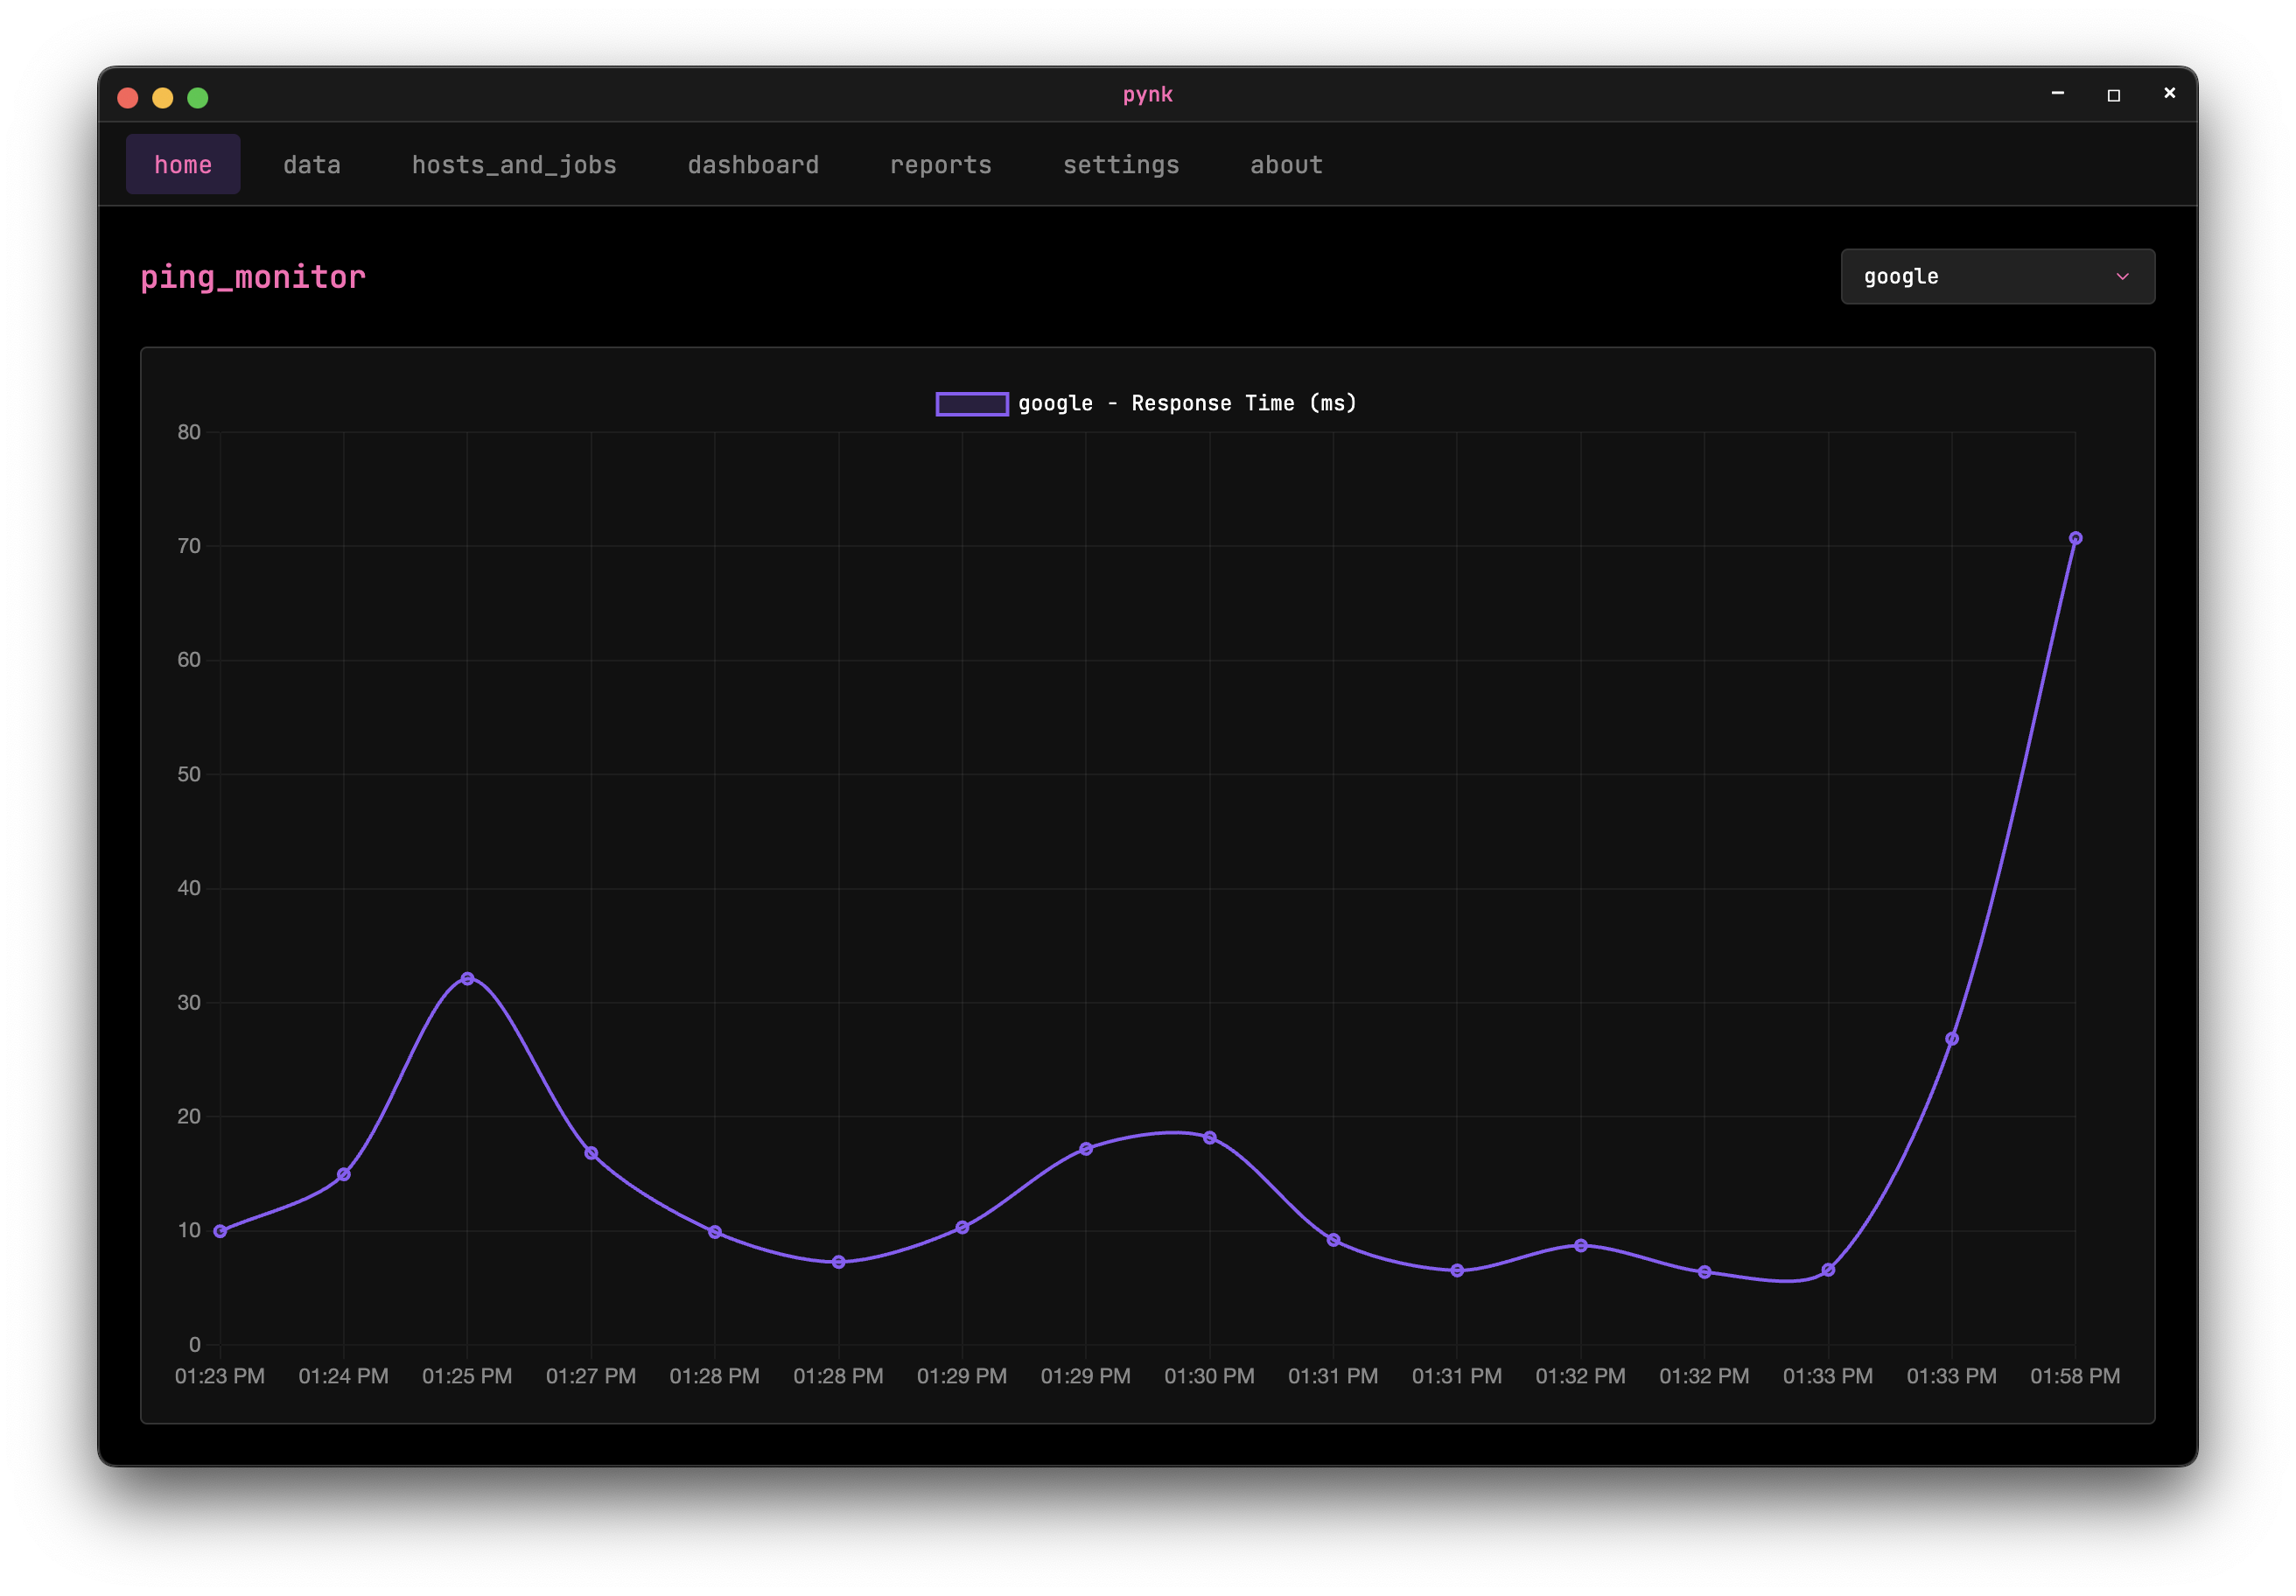 pynk
home data hosts_and_jobs dashboard reports settings about
ping_monitor
google
google - Response Time (ms)
80
70
60
50
40
30
20
10
0
01:23 PM 01:24 PM 01:25 PM 01:27 PM 01:28 PM 01:28 PM 01:29 PM 01:29 PM 01:30 PM 01:31 PM 01:31 PM 01:32 PM 01:32 PM 01:33 PM 01:33 PM 01:58 PM